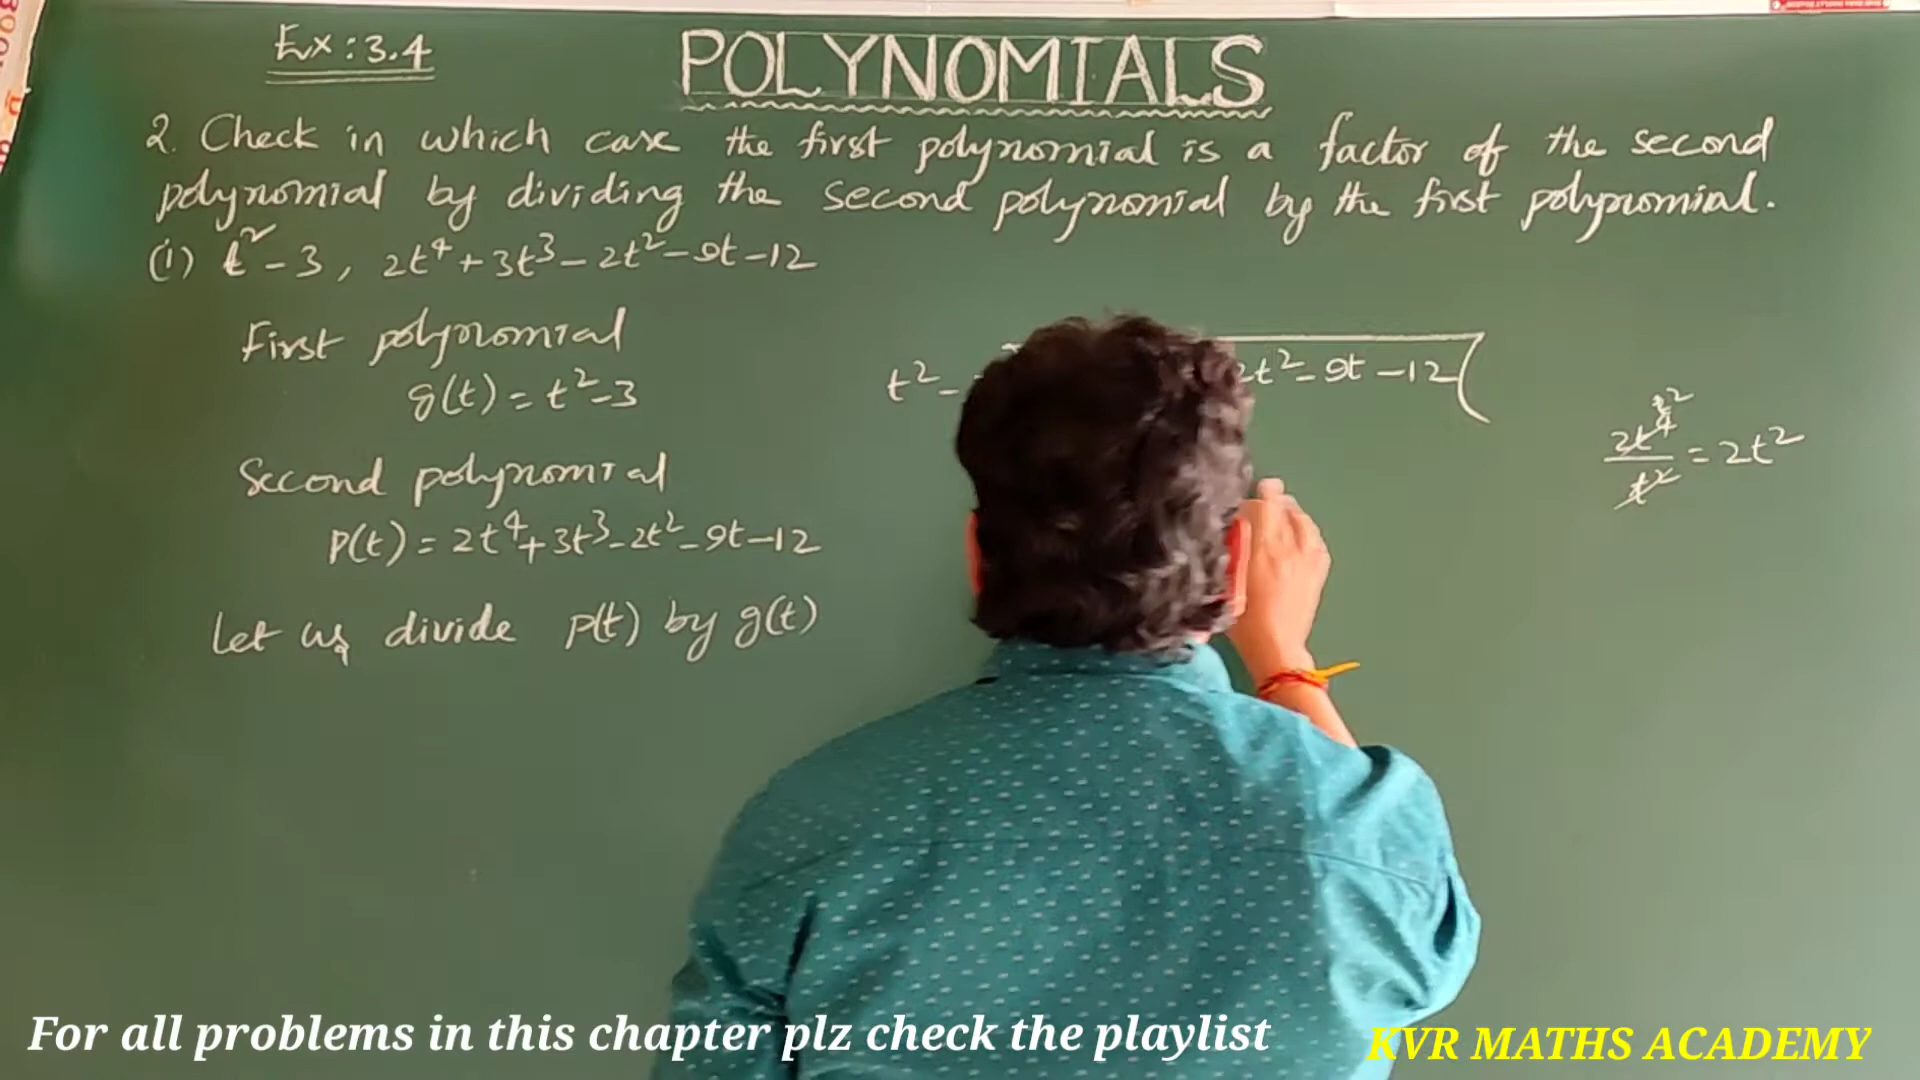 Ex : 3.4
POLYNOMIALS
2. Check in which case the first polynomial is a factor of the second
polynomial by dividing the second polynomial by the first polynomial.
(i) t² - 3, 2t⁴ + 3t³ - 2t² - 9t - 12
First polynomial
g(t) = t² - 3
Second polynomial
p(t) = 2t⁴ + 3t³ - 2t² - 9t - 12
Let us divide p(t) by g(t)
t² - 2t² - 9t - 12
2t⁴/t² = 2t²
For all problems in this chapter plz check the playlist
KVR MATHS ACADEMY